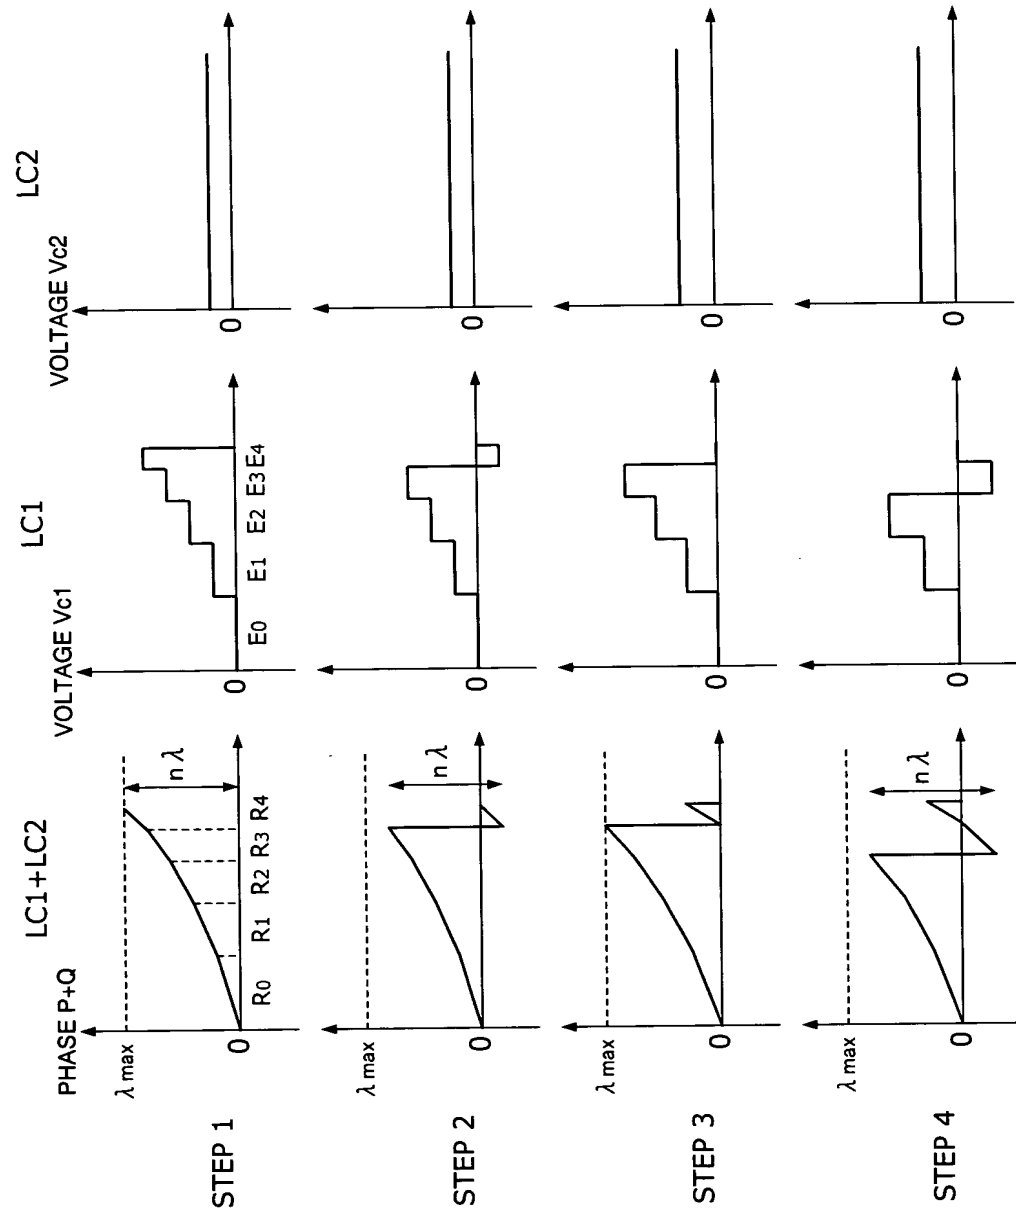 LC1+LC2
LC1
LC2
PHASE P+Q
VOLTAGE Vc1
VOLTAGE Vc2
STEP 1
λ max
n λ
0
R0 R1 R2 R3 R4
0
E0 E1 E2 E3 E4
0
STEP 2
λ max
n λ
0
0
0
STEP 3
λ max
0
0
0
STEP 4
λ max
n λ
0
0
0